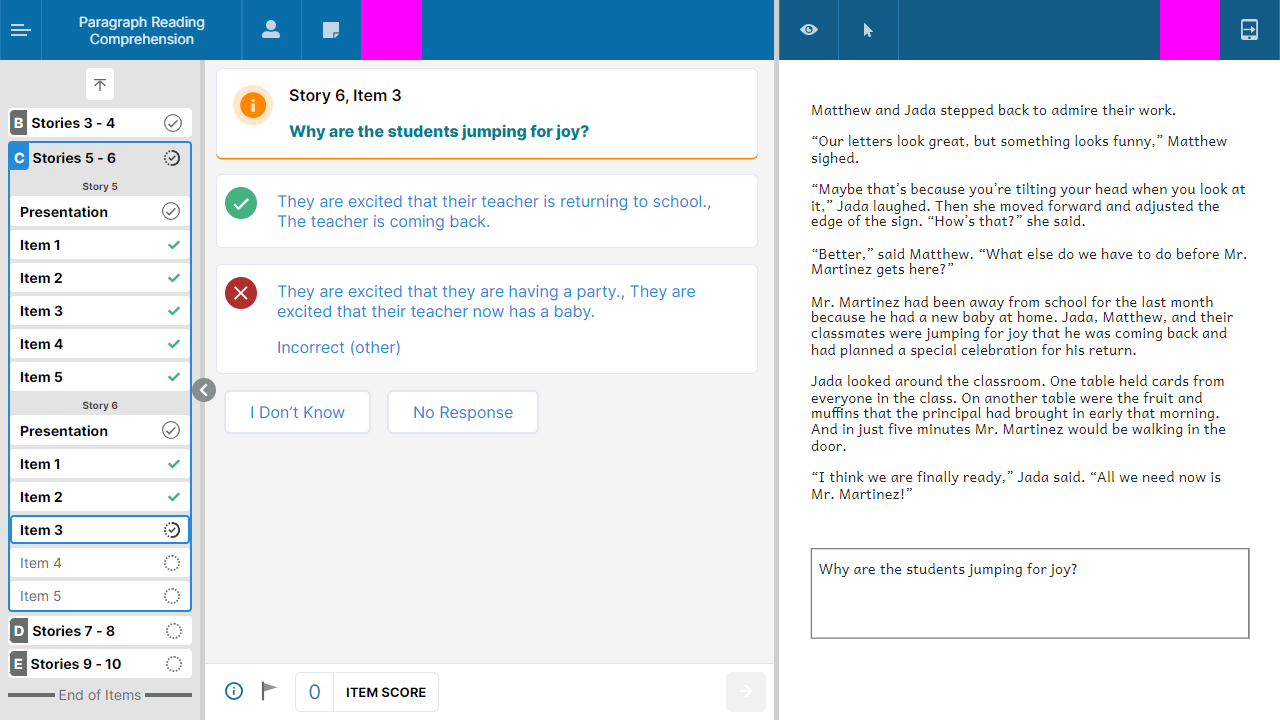 Paragraph Reading
Comprehension
B Stories 3 - 4
C Stories 5 - 6
Story 5
Presentation
Item 1
Item 2
Item 3
Item 4
Item 5
Story 6
Presentation
Item 1
Item 2
Item 3
Item 4
Item 5
D Stories 7 - 8
E Stories 9 - 10
End of Items
Story 6, Item 3
Why are the students jumping for joy?
They are excited that their teacher is returning to school.,
The teacher is coming back.
They are excited that they are having a party., They are
excited that their teacher now has a baby.
Incorrect (other)
I Don’t Know
No Response
0 ITEM SCORE
Matthew and Jada stepped back to admire their work.
“Our letters look great, but something looks funny,” Matthew
sighed.
“Maybe that’s because you’re tilting your head when you look at
it,” Jada laughed. Then she moved forward and adjusted the
edge of the sign. “How’s that?” she said.
“Better,” said Matthew. “What else do we have to do before Mr.
Martinez gets here?”
Mr. Martinez had been away from school for the last month
because he had a new baby at home. Jada, Matthew, and their
classmates were jumping for joy that he was coming back and
had planned a special celebration for his return.
Jada looked around the classroom. One table held cards from
everyone in the class. On another table were the fruit and
muffins that the principal had brought in early that morning.
And in just five minutes Mr. Martinez would be walking in the
door.
“I think we are finally ready,” Jada said. “All we need now is
Mr. Martinez!”
Why are the students jumping for joy?